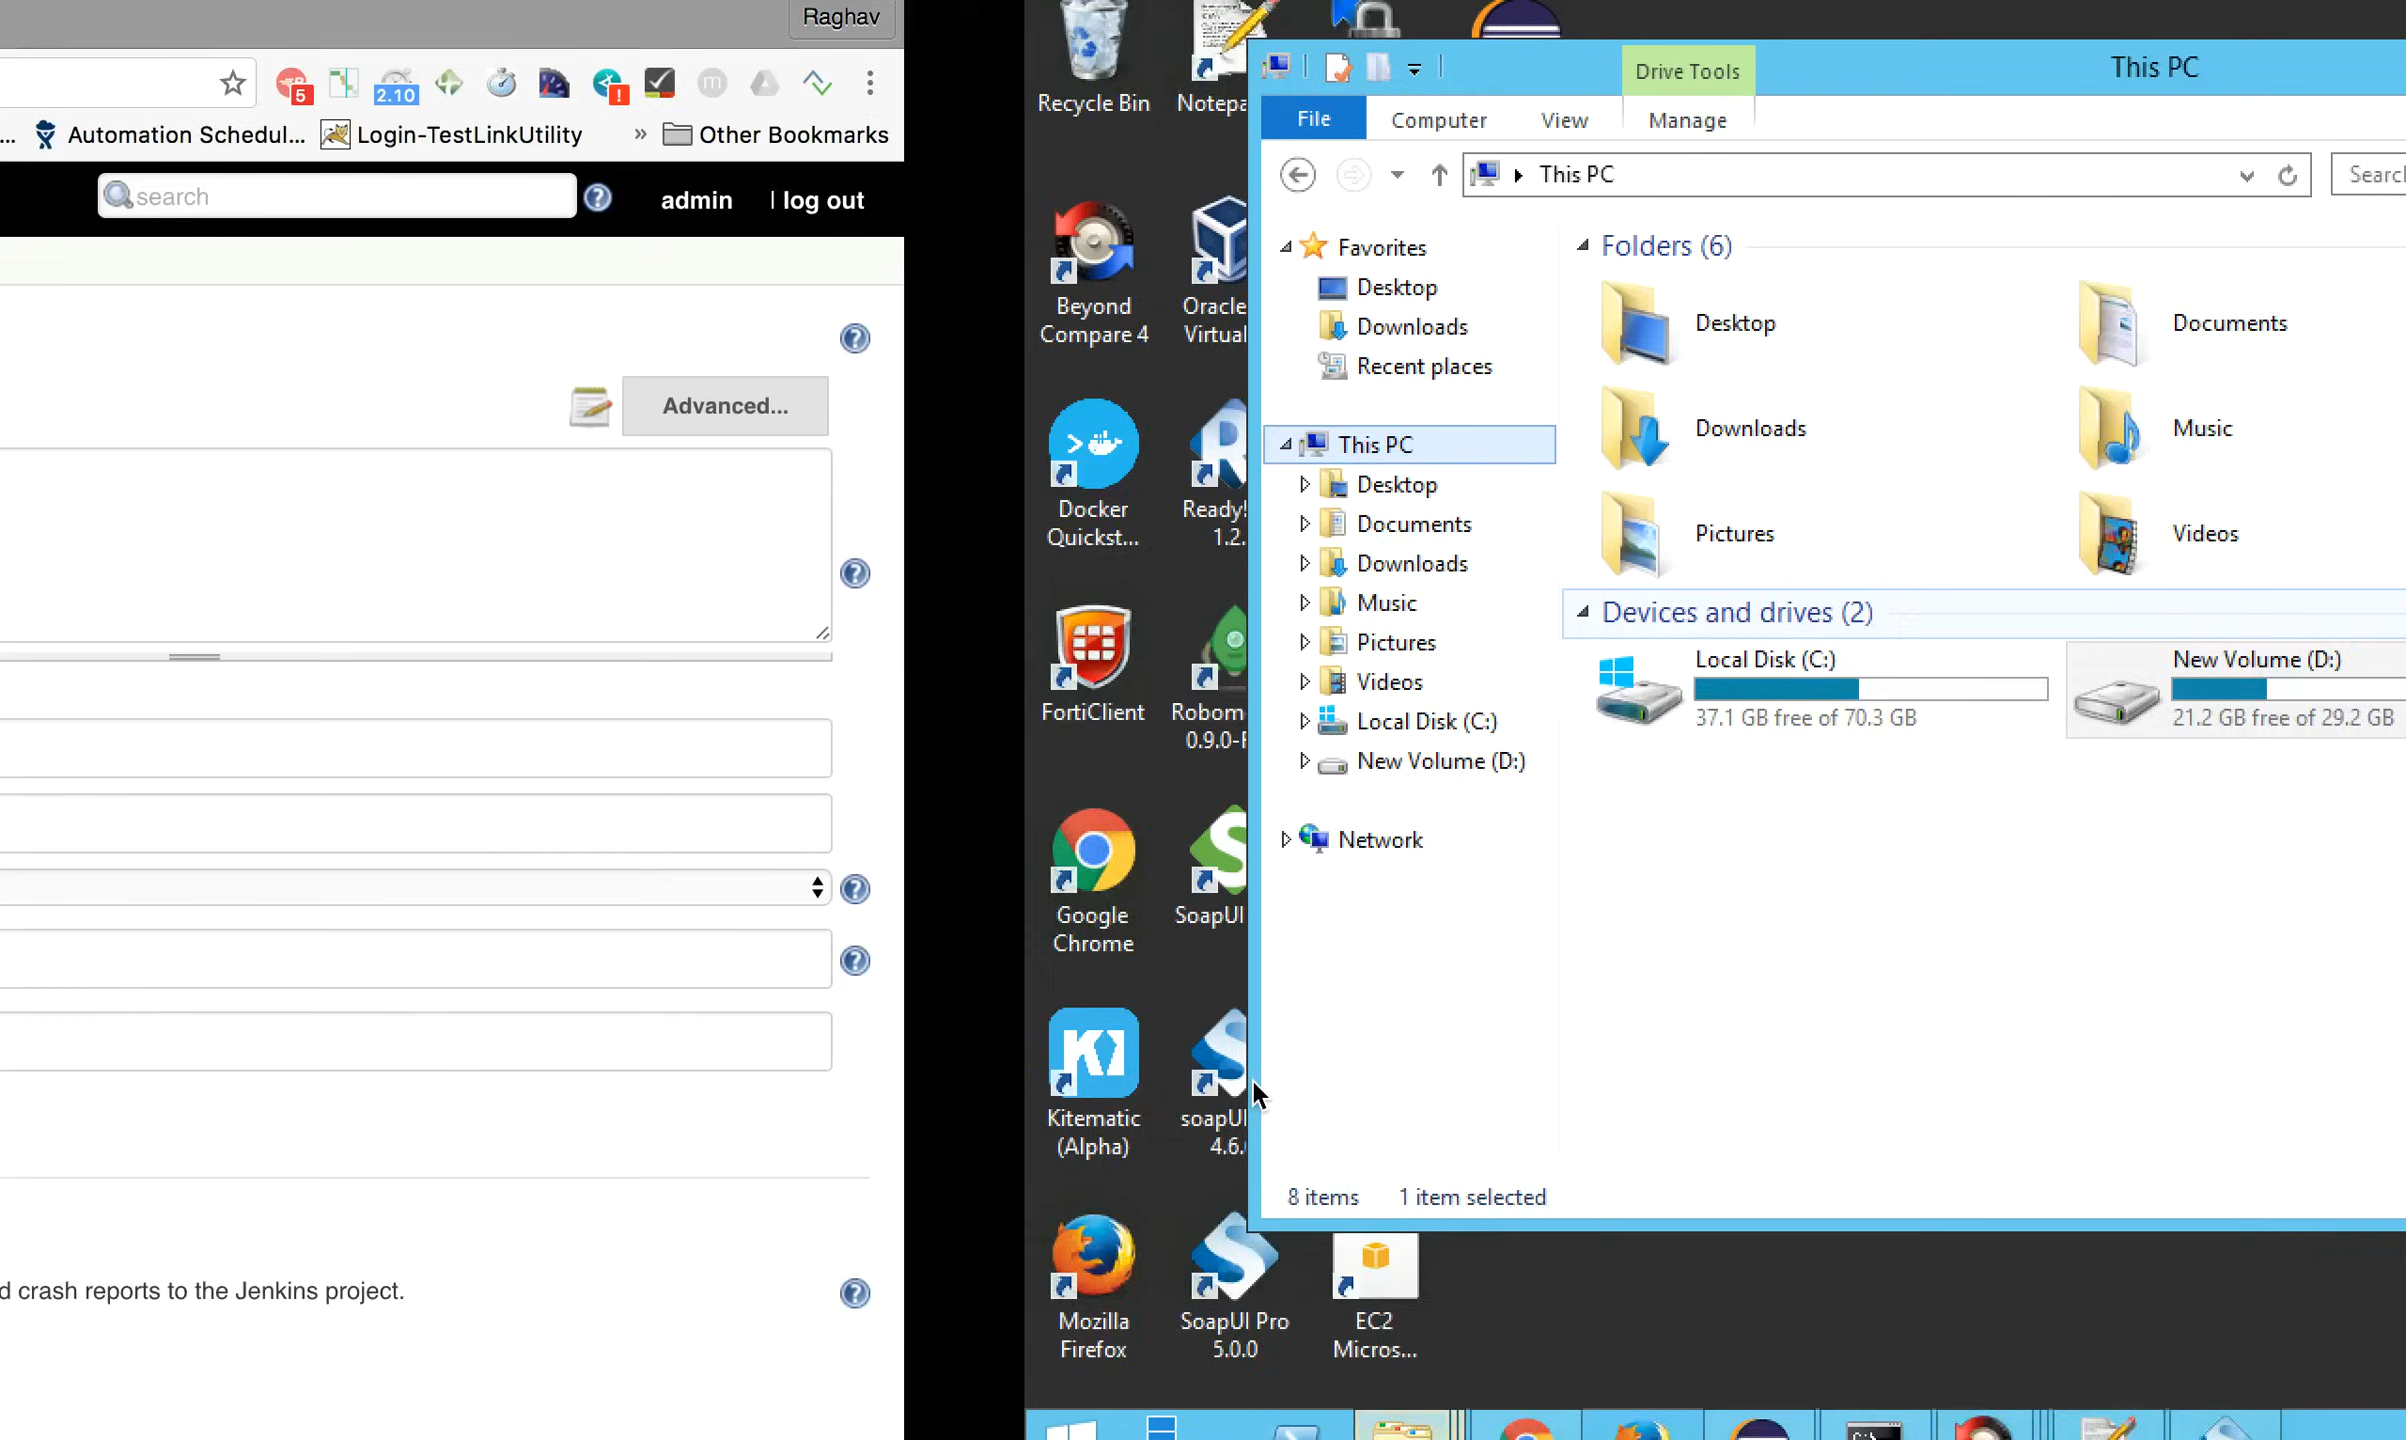 Raghav
5
2.10
!
m
... Automation Schedul... Login-TestLinkUtility » Other Bookmarks
search
admin | log out
Advanced...
d crash reports to the Jenkins project.
Recycle Bin
Notepa
Beyond
Compare 4
Oracle
Virtual
Docker
Quickst...
Ready!
1.2.
FortiClient
Robom
0.9.0-F
Google
Chrome
SoapUI
Kitematic
(Alpha)
soapUI
4.6.
Mozilla
Firefox
SoapUI Pro
5.0.0
EC2
Micros...
Drive Tools
This PC
File Computer View Manage
This PC
Search
Favorites
Desktop
Downloads
Recent places
This PC
Desktop
Documents
Downloads
Music
Pictures
Videos
Local Disk (C:)
New Volume (D:)
Network
Folders (6)
Desktop
Documents
Downloads
Music
Pictures
Videos
Devices and drives (2)
Local Disk (C:)
37.1 GB free of 70.3 GB
New Volume (D:)
21.2 GB free of 29.2 GB
8 items 1 item selected